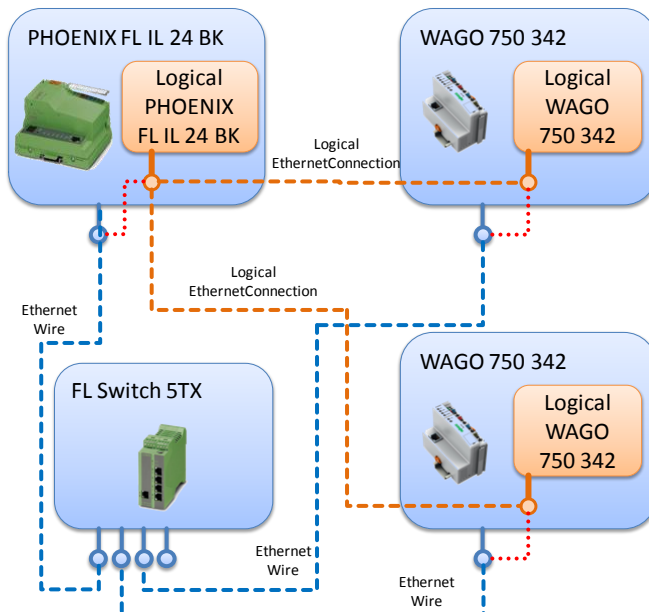 PHOENIX FL IL 24 BK
Logical
PHOENIX
FL IL 24 BK
WAGO 750 342
Logical
WAGO
750 342
Logical
EthernetConnection
Logical
EthernetConnection
Ethernet
Wire
FL Switch 5TX
WAGO 750 342
Logical
WAGO
750 342
Ethernet
Wire
Ethernet
Wire